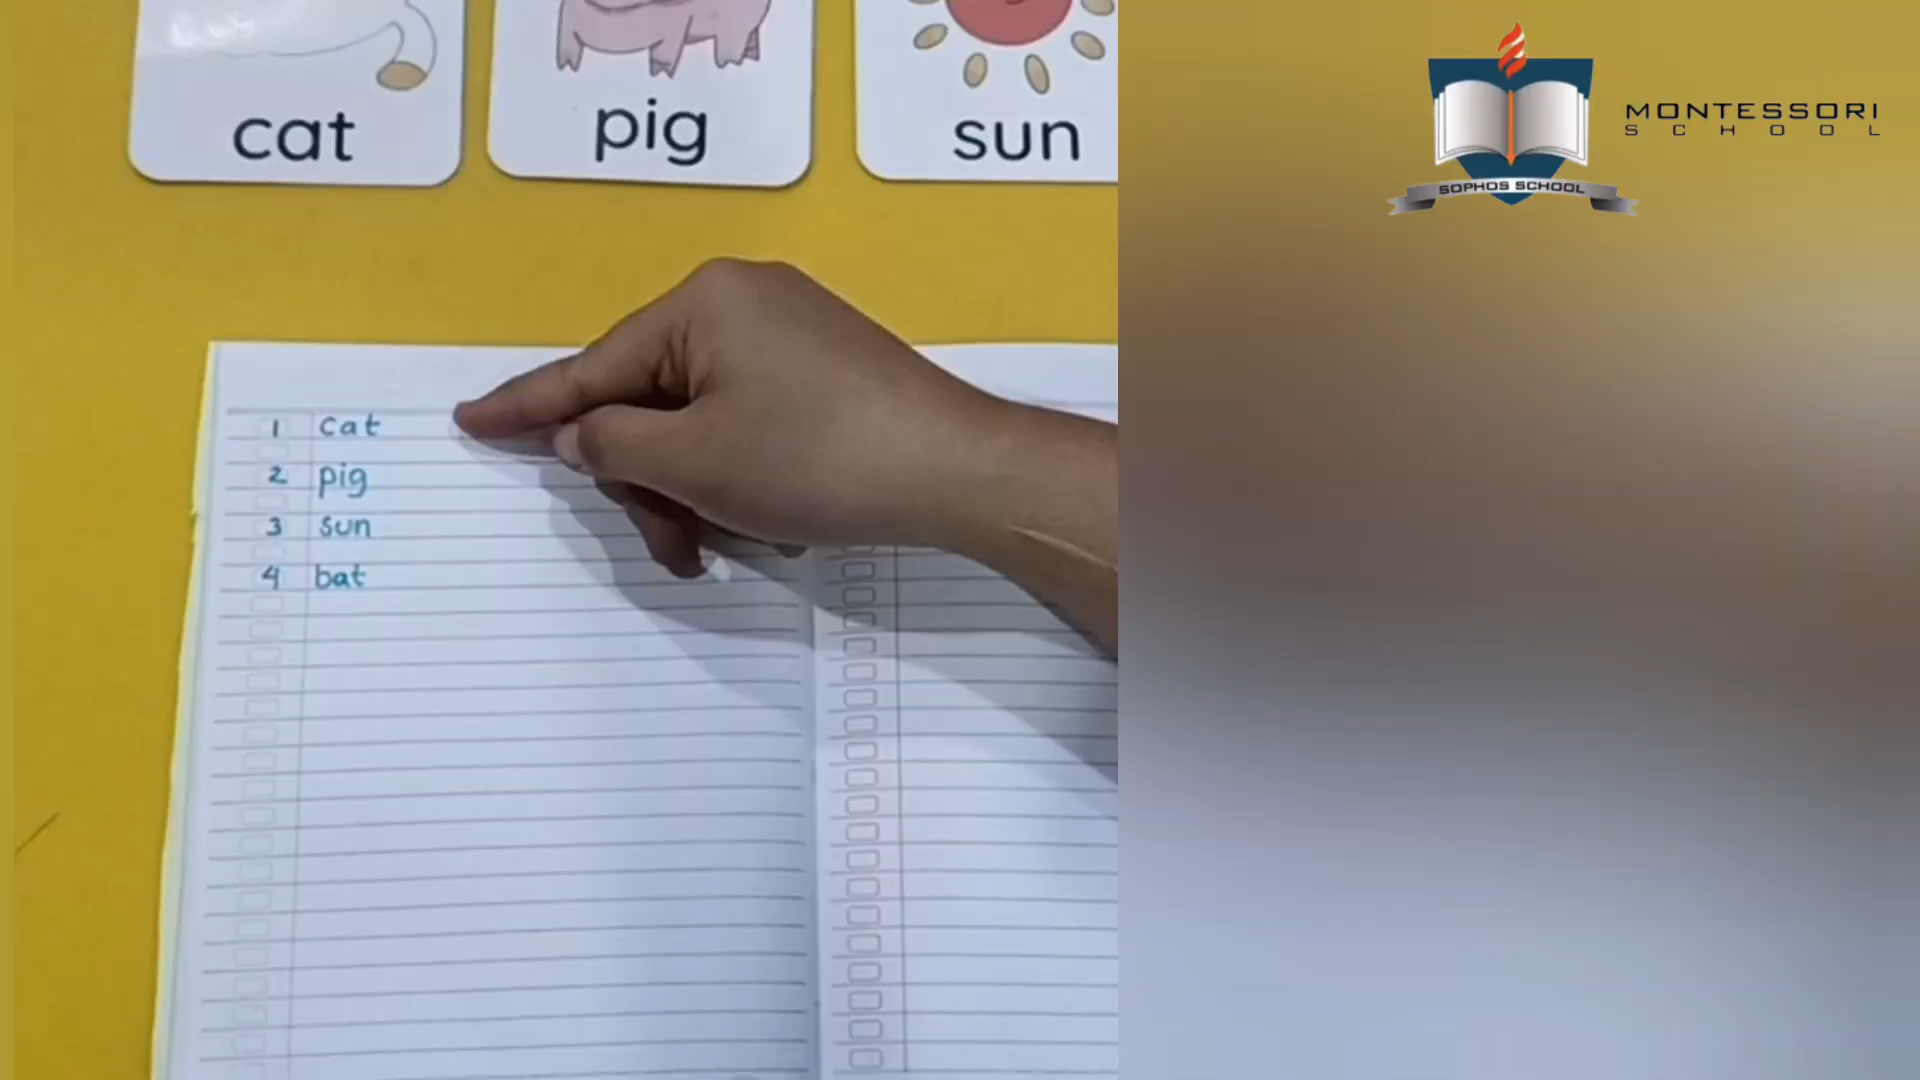 cat
pig
sun
MONTESSORI
SCHOOL
SOPHOS SCHOOL
1 cat
2 pig
3 sun
4 bat